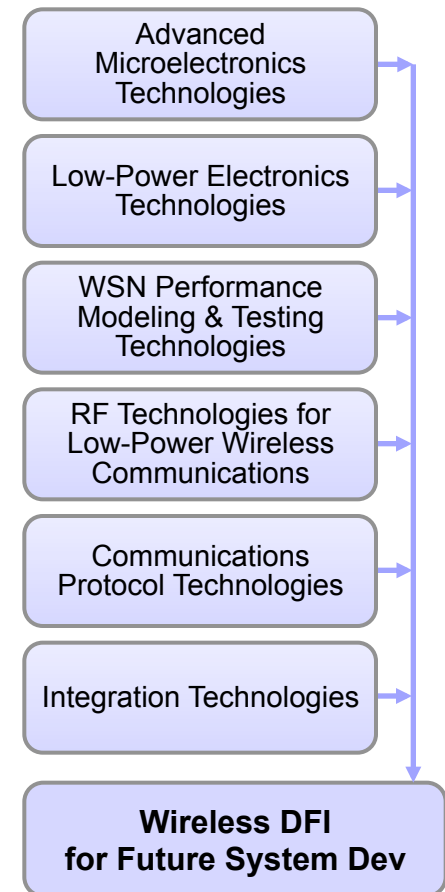 Advanced
Microelectronics
Technologies
Low-Power Electronics
Technologies
WSN Performance
Modeling & Testing
Technologies
RF Technologies for
Low-Power Wireless
Communications
Communications
Protocol Technologies
Integration Technologies
Wireless DFI
for Future System Dev